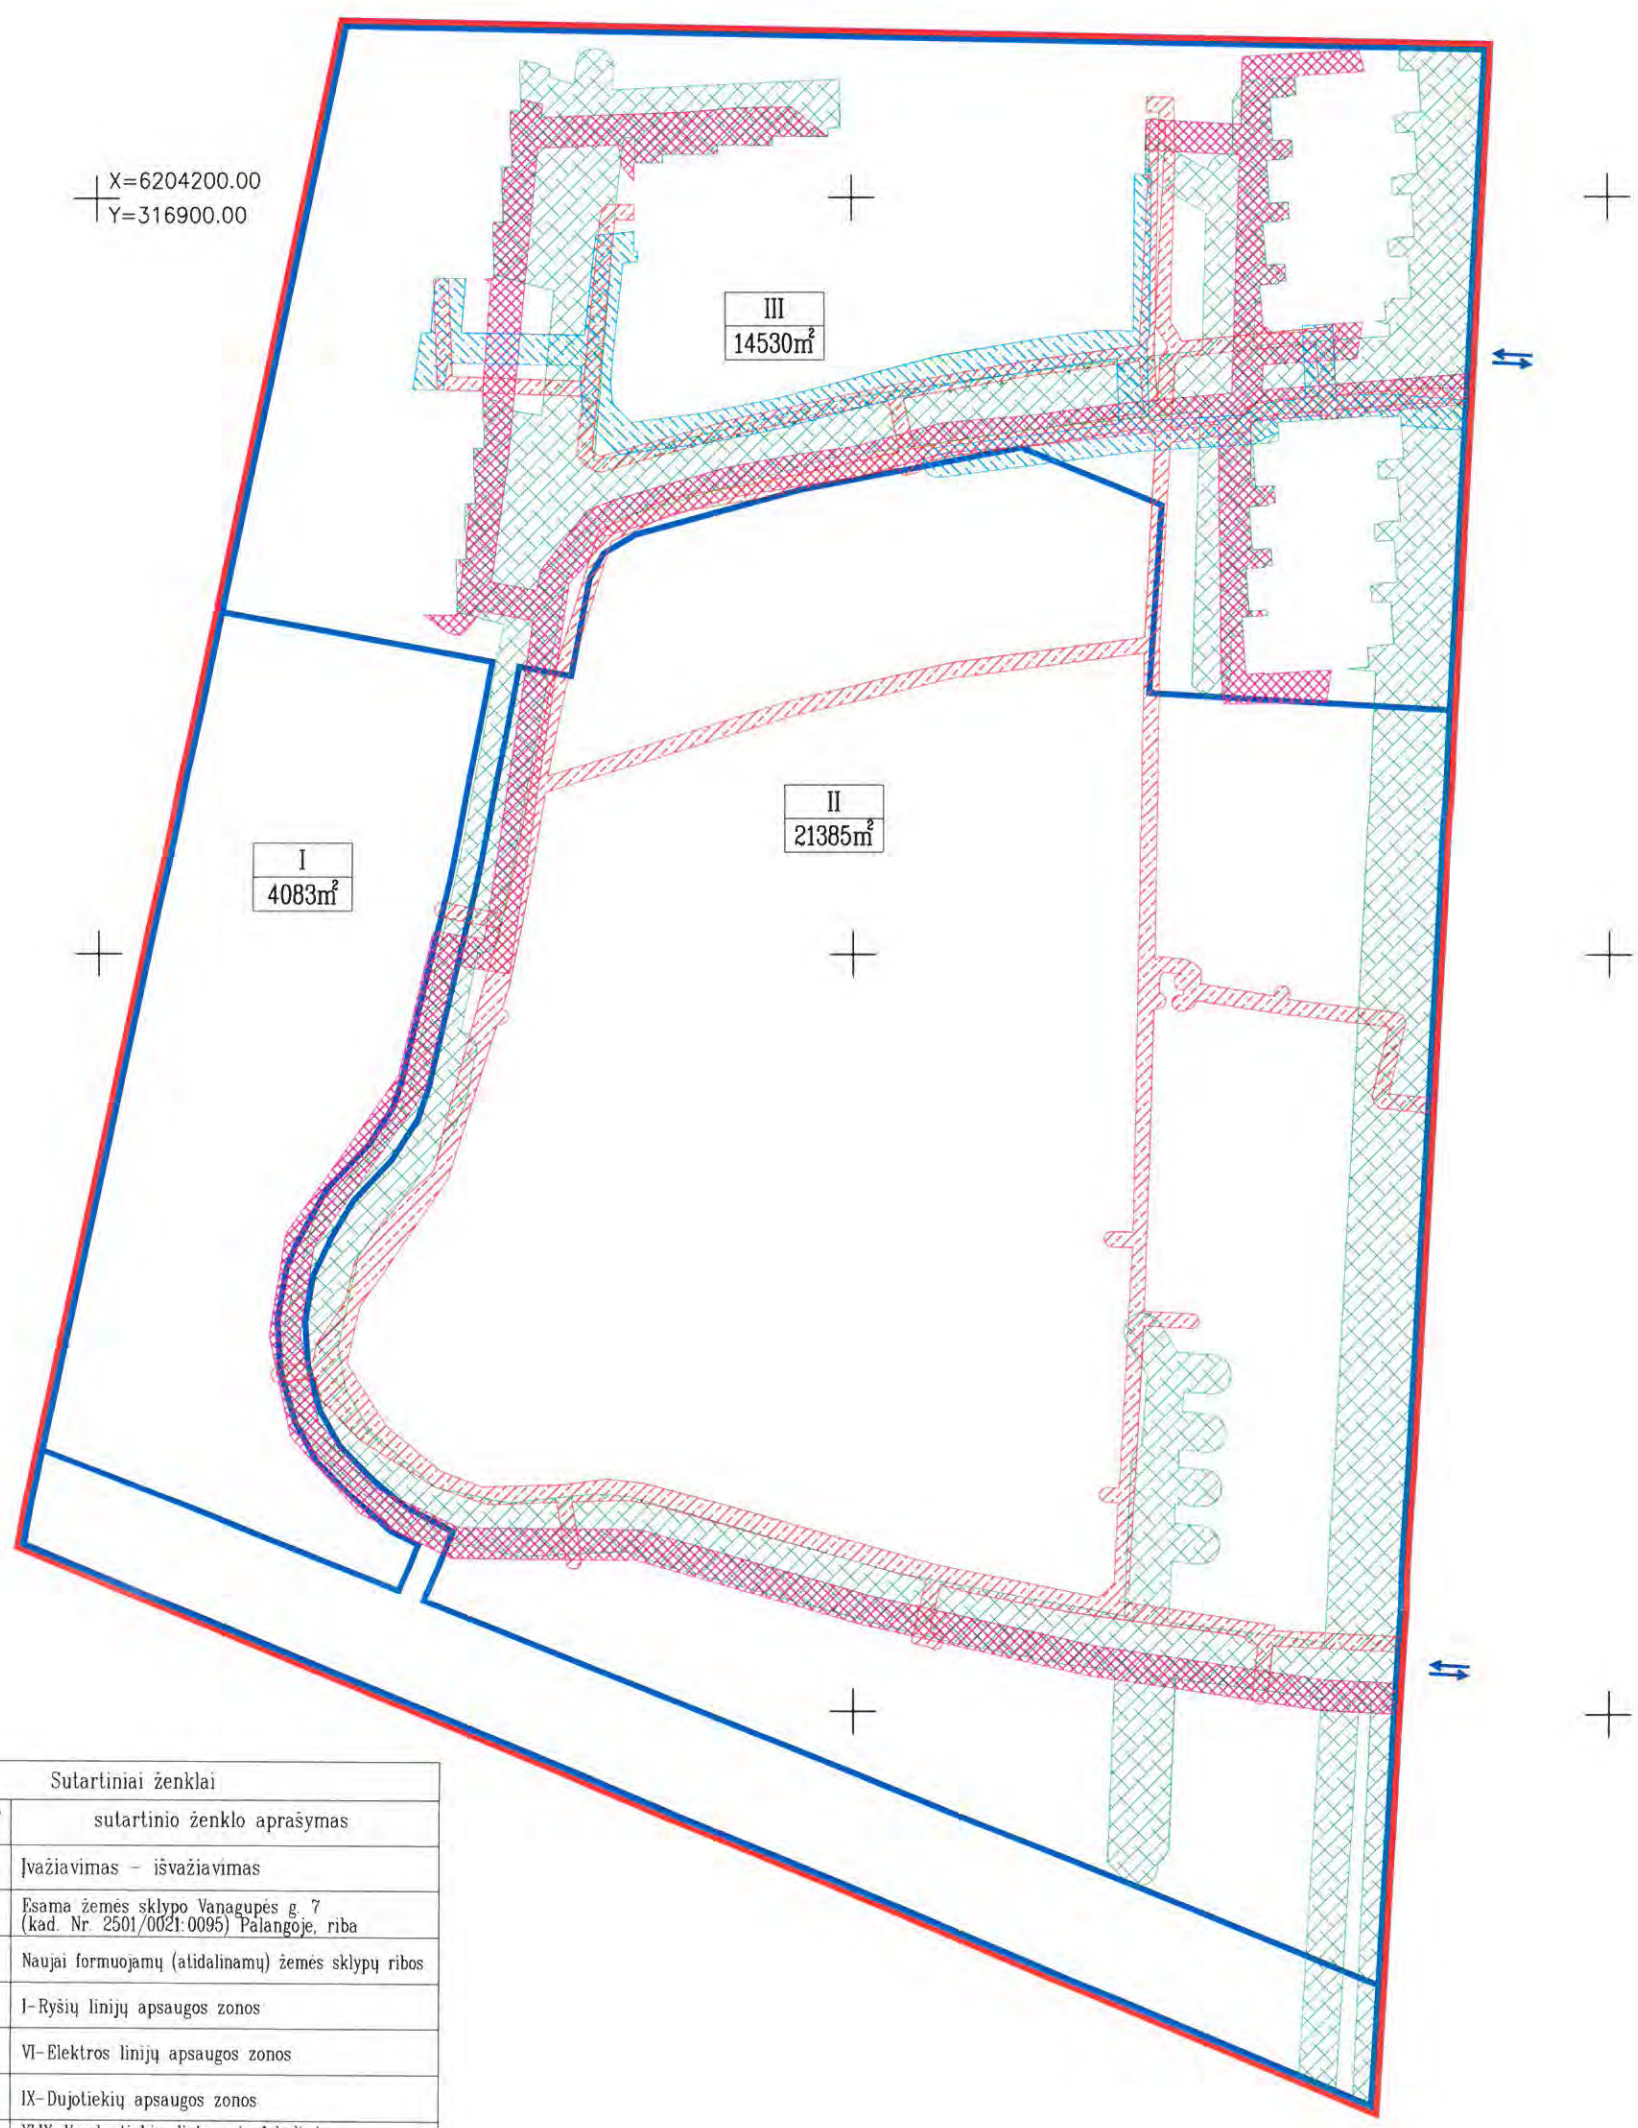 X=6204200.00
Y=316900.00
III
14530m²
II
21385m²
I
4083m²
Sutartiniai ženklai
sutartinio ženklo aprašymas
Įvažiavimas - išvažiavimas
Esama žemės sklypo Vanagupės g. 7
(kad. Nr. 2501/0021:0095) Palangoje, riba
Naujai formuojamų (atidalinamų) žemės sklypų ribos
I-Ryšių linijų apsaugos zonos
VI-Elektros linijų apsaugos zonos
IX-Dujotiekių apsaugos zonos